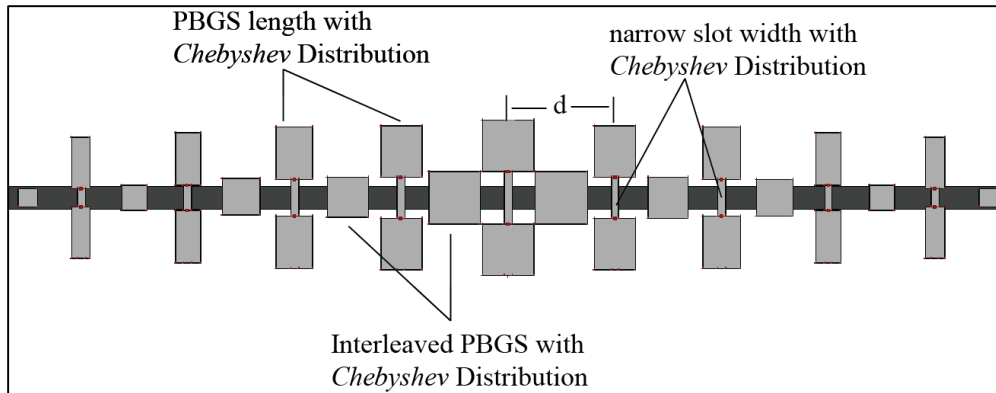 PBGS length with
Chebyshev Distribution
narrow slot width with
Chebyshev Distribution
d
Interleaved PBGS with
Chebyshev Distribution